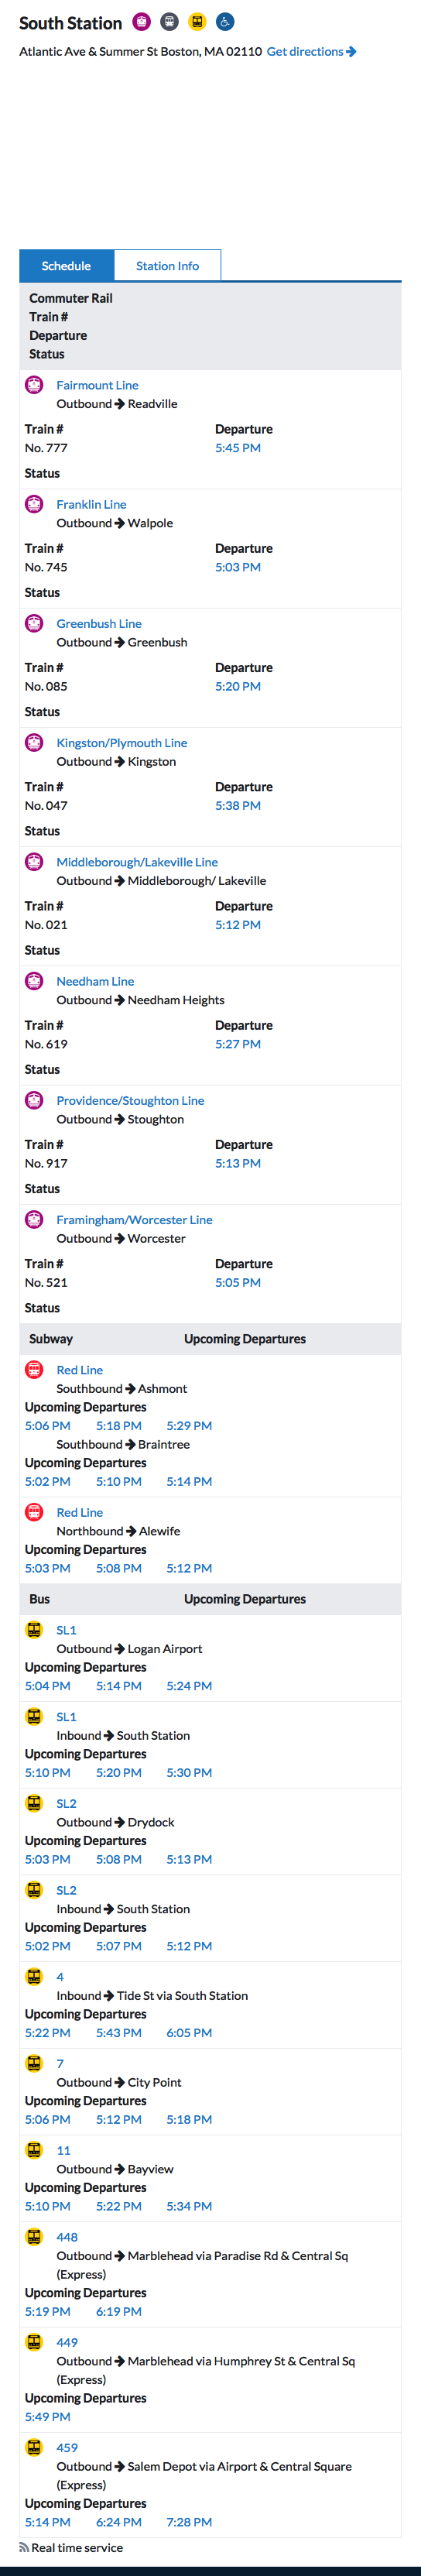 South Station
Atlantic Ave & Summer St Boston, MA 02110 Get directions
Schedule Station Info
Commuter Rail
Train #
Departure
Status
Fairmount Line
Outbound Readville
Train # Departure
No. 777 5:45 PM
Status
Franklin Line
Outbound Walpole
Train # Departure
No. 745 5:03 PM
Status
Greenbush Line
Outbound Greenbush
Train # Departure
No. 085 5:20 PM
Status
Kingston/Plymouth Line
Outbound Kingston
Train # Departure
No. 047 5:38 PM
Status
Middleborough/Lakeville Line
Outbound Middleborough/ Lakeville
Train # Departure
No. 021 5:12 PM
Status
Needham Line
Outbound Needham Heights
Train # Departure
No. 619 5:27 PM
Status
Providence/Stoughton Line
Outbound Stoughton
Train # Departure
No. 917 5:13 PM
Status
Framingham/Worcester Line
Outbound Worcester
Train # Departure
No. 521 5:05 PM
Status
Subway Upcoming Departures
Red Line
Southbound Ashmont
Upcoming Departures
5:06 PM 5:18 PM 5:29 PM
Southbound Braintree
Upcoming Departures
5:02 PM 5:10 PM 5:14 PM
Red Line
Northbound Alewife
Upcoming Departures
5:03 PM 5:08 PM 5:12 PM
Bus Upcoming Departures
SL1
Outbound Logan Airport
Upcoming Departures
5:04 PM 5:14 PM 5:24 PM
SL1
Inbound South Station
Upcoming Departures
5:10 PM 5:20 PM 5:30 PM
SL2
Outbound Drydock
Upcoming Departures
5:03 PM 5:08 PM 5:13 PM
SL2
Inbound South Station
Upcoming Departures
5:02 PM 5:07 PM 5:12 PM
4
Inbound Tide St via South Station
Upcoming Departures
5:22 PM 5:43 PM 6:05 PM
7
Outbound City Point
Upcoming Departures
5:06 PM 5:12 PM 5:18 PM
11
Outbound Bayview
Upcoming Departures
5:10 PM 5:22 PM 5:34 PM
448
Outbound Marblehead via Paradise Rd & Central Sq
(Express)
Upcoming Departures
5:19 PM 6:19 PM
449
Outbound Marblehead via Humphrey St & Central Sq
(Express)
Upcoming Departures
5:49 PM
459
Outbound Salem Depot via Airport & Central Square
(Express)
Upcoming Departures
5:14 PM 6:24 PM 7:28 PM
Real time service